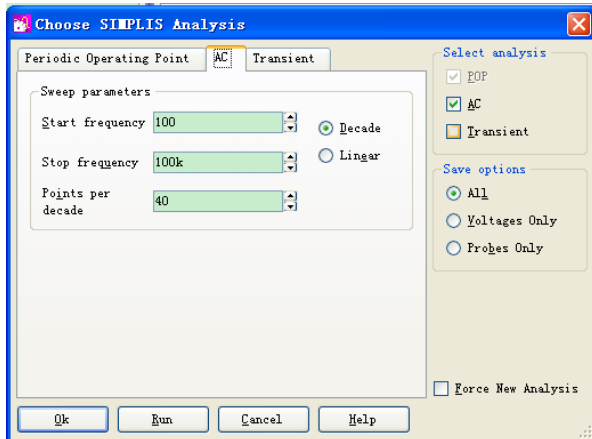 Choose SIMPLIS Analysis
Periodic Operating Point AC Transient
Sweep parameters
Start frequency 100
Decade
Stop frequency 100k
Linear
Points per
decade
40
Select analysis
POP
AC
Transient
Save options
All
Voltages Only
Probes Only
Force New Analysis
Ok Run Cancel Help